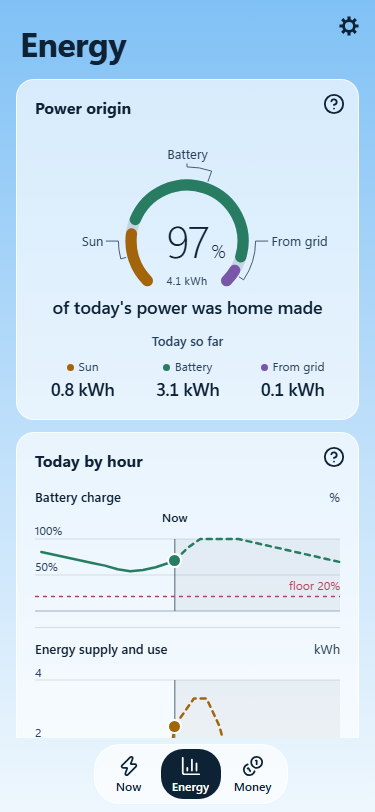 Energy
Power origin
Battery
Sun
From grid
97 %
4.1 kWh
of today's power was home made
Today so far
Sun
Battery
From grid
0.8 kWh
3.1 kWh
0.1 kWh
Today by hour
Battery charge
%
Now
100%
50%
floor 20%
Energy supply and use
kWh
4
2
Now
Energy
Money